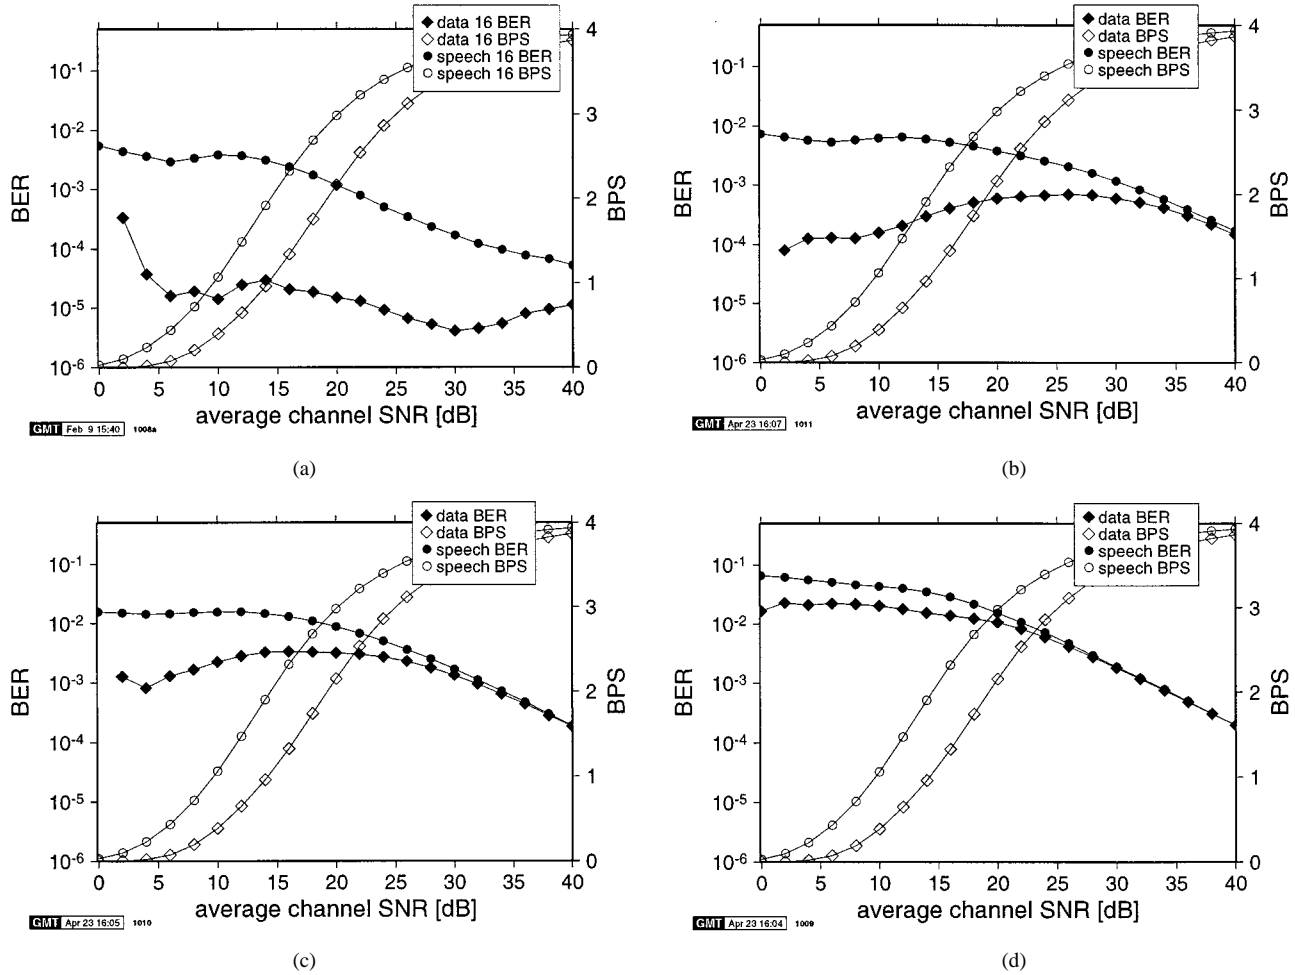 data 16 BER
data 16 BPS
speech 16 BER
speech 16 BPS
10-1
10-2
10-3
10-4
10-5
10-6
BER
4
3
2
1
0
BPS
0 5 10 15 20 25 30 35 40
average channel SNR [dB]
GMT Feb 9 15:40 1008a
(a)
data BER
data BPS
speech BER
speech BPS
10-1
10-2
10-3
10-4
10-5
10-6
BER
4
3
2
1
0
BPS
0 5 10 15 20 25 30 35 40
average channel SNR [dB]
GMT Apr 23 16:07 1011
(b)
data BER
data BPS
speech BER
speech BPS
10-1
10-2
10-3
10-4
10-5
10-6
BER
4
3
2
1
0
BPS
0 5 10 15 20 25 30 35 40
average channel SNR [dB]
GMT Apr 23 16:05 1010
(c)
data BER
data BPS
speech BER
speech BPS
10-1
10-2
10-3
10-4
10-5
10-6
BER
4
3
2
1
0
BPS
0 5 10 15 20 25 30 35 40
average channel SNR [dB]
GMT Apr 23 16:04 1009
(d)